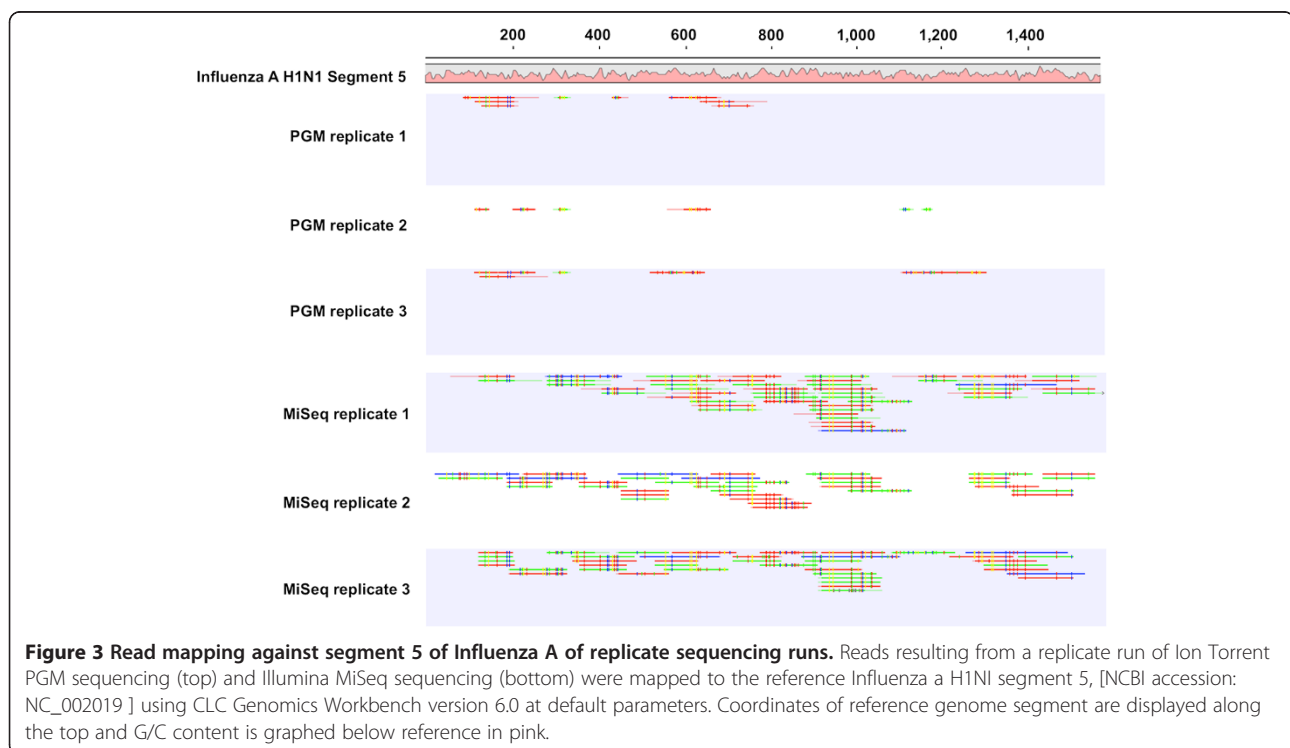 200 400 600 800 1,000 1,200 1,400
Influenza A H1N1 Segment 5
PGM replicate 1
PGM replicate 2
PGM replicate 3
MiSeq replicate 1
MiSeq replicate 2
MiSeq replicate 3
Figure 3 Read mapping against segment 5 of Influenza A of replicate sequencing runs. Reads resulting from a replicate run of Ion Torrent
PGM sequencing (top) and Illumina MiSeq sequencing (bottom) were mapped to the reference Influenza a H1NI segment 5, [NCBI accession:
NC_002019 ] using CLC Genomics Workbench version 6.0 at default parameters. Coordinates of reference genome segment are displayed along
the top and G/C content is graphed below reference in pink.